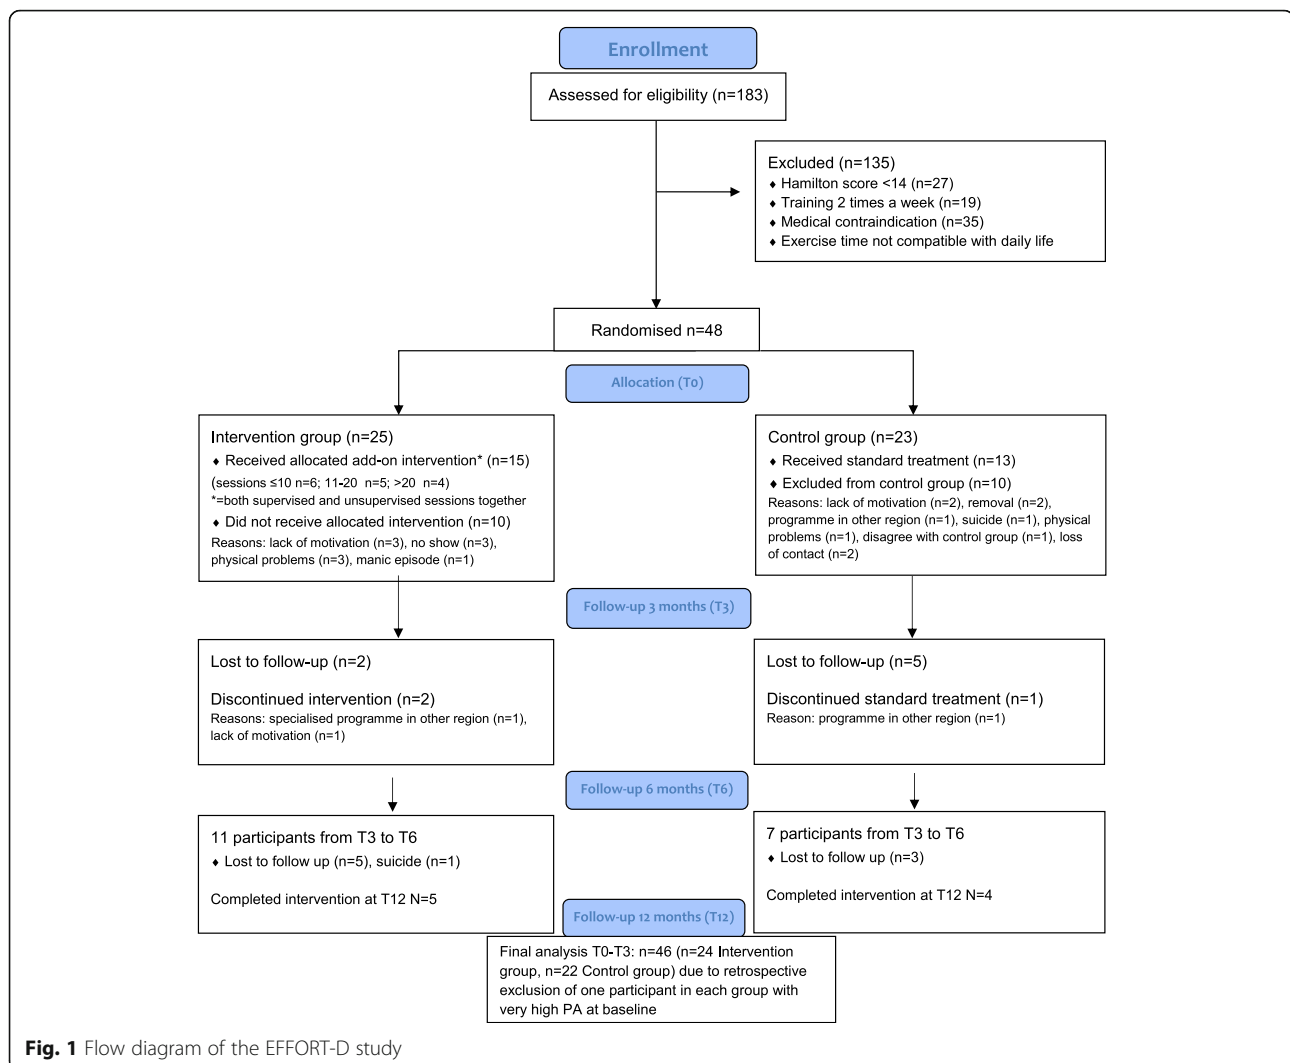 Enrollment
Assessed for eligibility (n=183)
Excluded (n=135)
♦ Hamilton score <14 (n=27)
♦ Training 2 times a week (n=19)
♦ Medical contraindication (n=35)
♦ Exercise time not compatible with daily life
Randomised n=48
Allocation (T0)
Intervention group (n=25)
♦ Received allocated add-on intervention* (n=15)
(sessions ≤10 n=6; 11-20 n=5; >20 n=4)
*=both supervised and unsupervised sessions together
♦ Did not receive allocated intervention (n=10)
Reasons: lack of motivation (n=3), no show (n=3),
physical problems (n=3), manic episode (n=1)
Control group (n=23)
♦ Received standard treatment (n=13)
♦ Excluded from control group (n=10)
Reasons: lack of motivation (n=2), removal (n=2),
programme in other region (n=1), suicide (n=1), physical
problems (n=1), disagree with control group (n=1), loss
of contact (n=2)
Follow-up 3 months (T3)
Lost to follow-up (n=2)
Discontinued intervention (n=2)
Reasons: specialised programme in other region (n=1),
lack of motivation (n=1)
Lost to follow-up (n=5)
Discontinued standard treatment (n=1)
Reason: programme in other region (n=1)
Follow-up 6 months (T6)
11 participants from T3 to T6
♦ Lost to follow up (n=5), suicide (n=1)
Completed intervention at T12 N=5
7 participants from T3 to T6
♦ Lost to follow up (n=3)
Completed intervention at T12 N=4
Follow-up 12 months (T12)
Final analysis T0-T3: n=46 (n=24 Intervention
group, n=22 Control group) due to retrospective
exclusion of one participant in each group with
very high PA at baseline
Fig. 1 Flow diagram of the EFFORT-D study